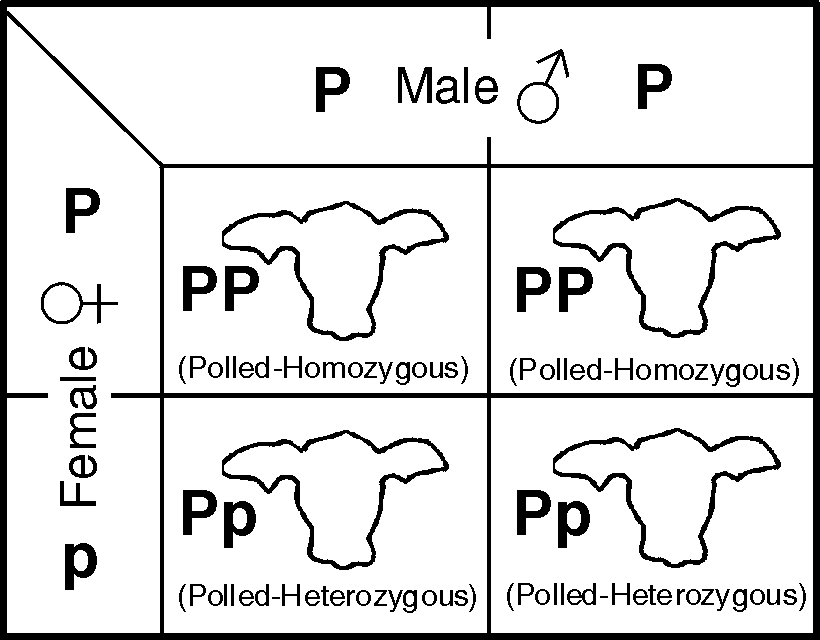 P Male ♂ P
P
♀
Female
p
PP
(Polled-Homozygous)
PP
(Polled-Homozygous)
Pp
(Polled-Heterozygous)
Pp
(Polled-Heterozygous)